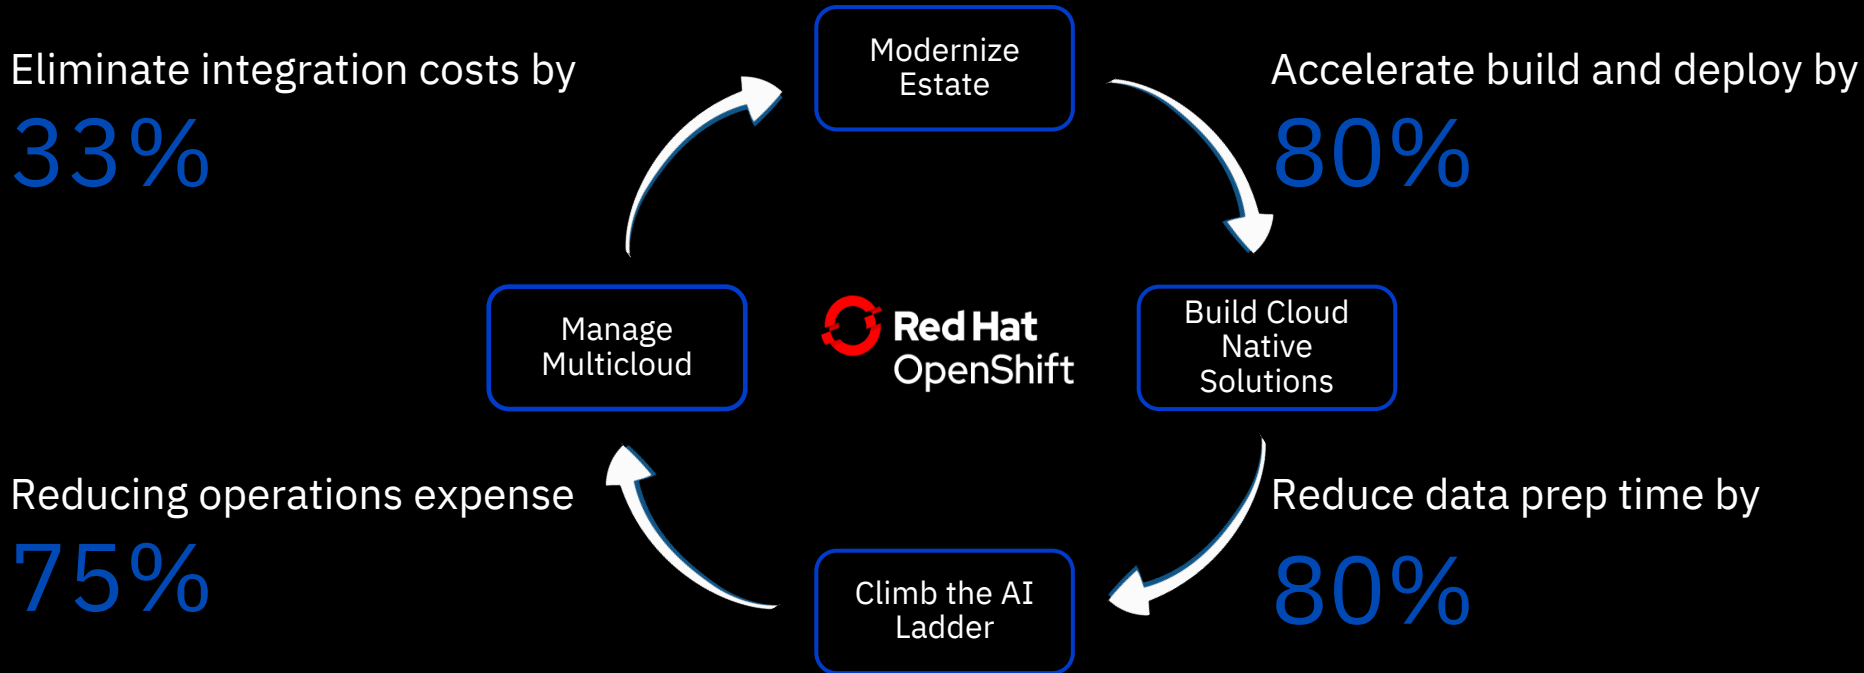 Modernize
Estate
Eliminate integration costs by
33%
Accelerate build and deploy by
80%
Manage
Multicloud
Red Hat
OpenShift
Build Cloud
Native
Solutions
Reducing operations expense
75%
Reduce data prep time by
80%
Climb the AI
Ladder